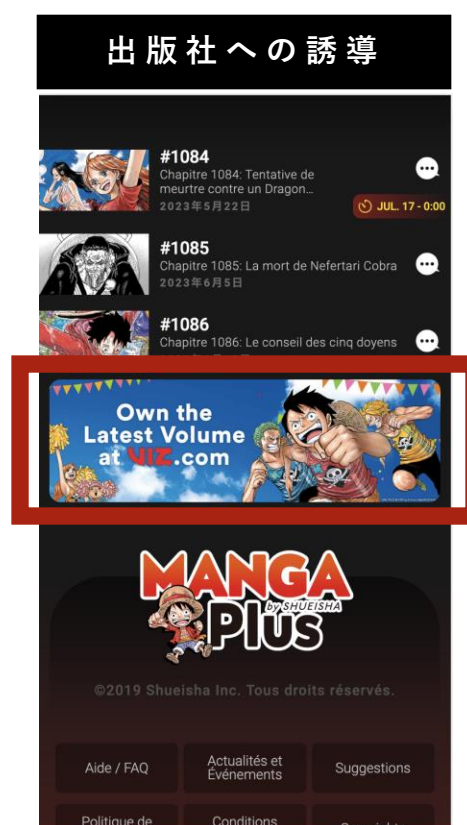 出版社への誘導
#1084
Chapitre 1084: Tentative de
meurtre contre un Dragon...
2023年5月22日
JUL. 17 - 0:00
#1085
Chapitre 1085: La mort de Nefertari Cobra
2023年6月5日
#1086
Chapitre 1086: Le conseil des cinq doyens
Own the
Latest Volume
at VIZ.com
MANGA
by SHUEISHA
Plus
©2019 Shueisha Inc. Tous droits réservés.
Aide / FAQ
Actualités et
Événements
Suggestions
Politique de
Conditions